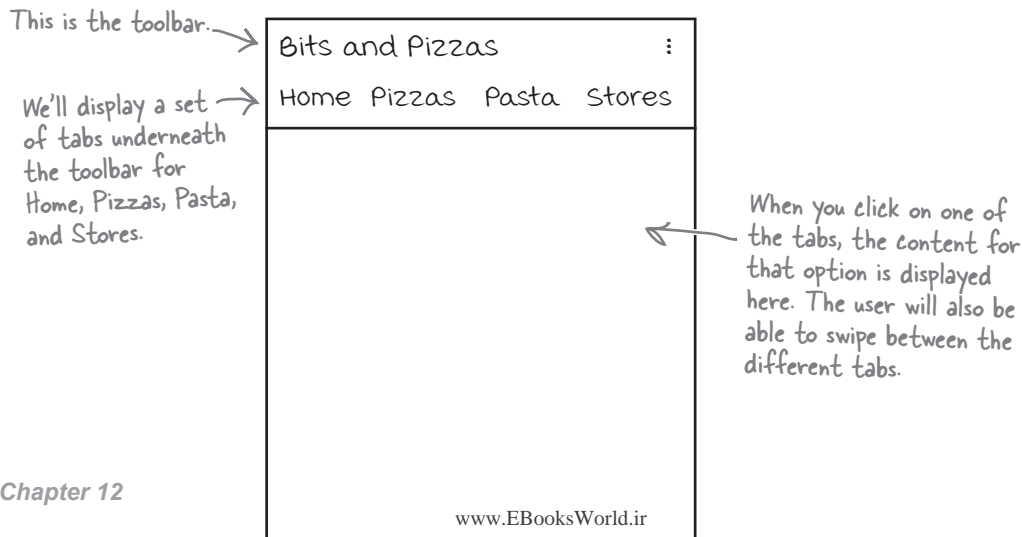 This is the toolbar.
Bits and Pizzas
Home Pizzas Pasta Stores
We'll display a set
of tabs underneath
the toolbar for
Home, Pizzas, Pasta,
and Stores.
When you click on one of
the tabs, the content for
that option is displayed
here. The user will also be
able to swipe between the
different tabs.
Chapter 12
www.EBooksWorld.ir